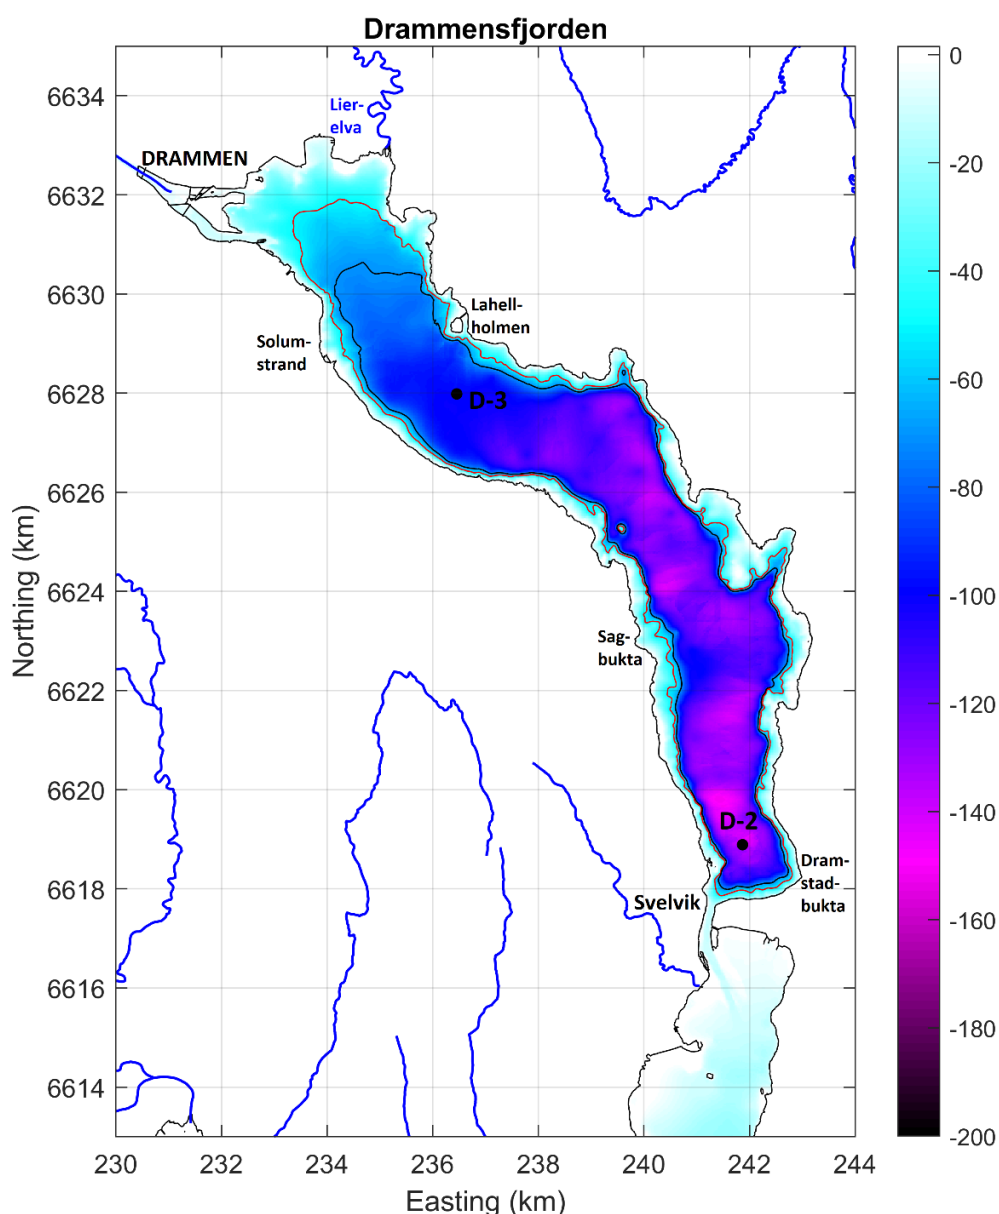 Drammensfjorden
6634
6632
6630
6628
6626
6624
6622
6620
6618
6616
6614
Northing (km)
230
232
234
236
238
240
242
244
Easting (km)
Lier-
elva
DRAMMEN
Lahell-
holmen
Solum-
strand
D-3
Sag-
bukta
D-2
Dram-
stad-
bukta
Svelvik
0
-20
-40
-60
-80
-100
-120
-140
-160
-180
-200